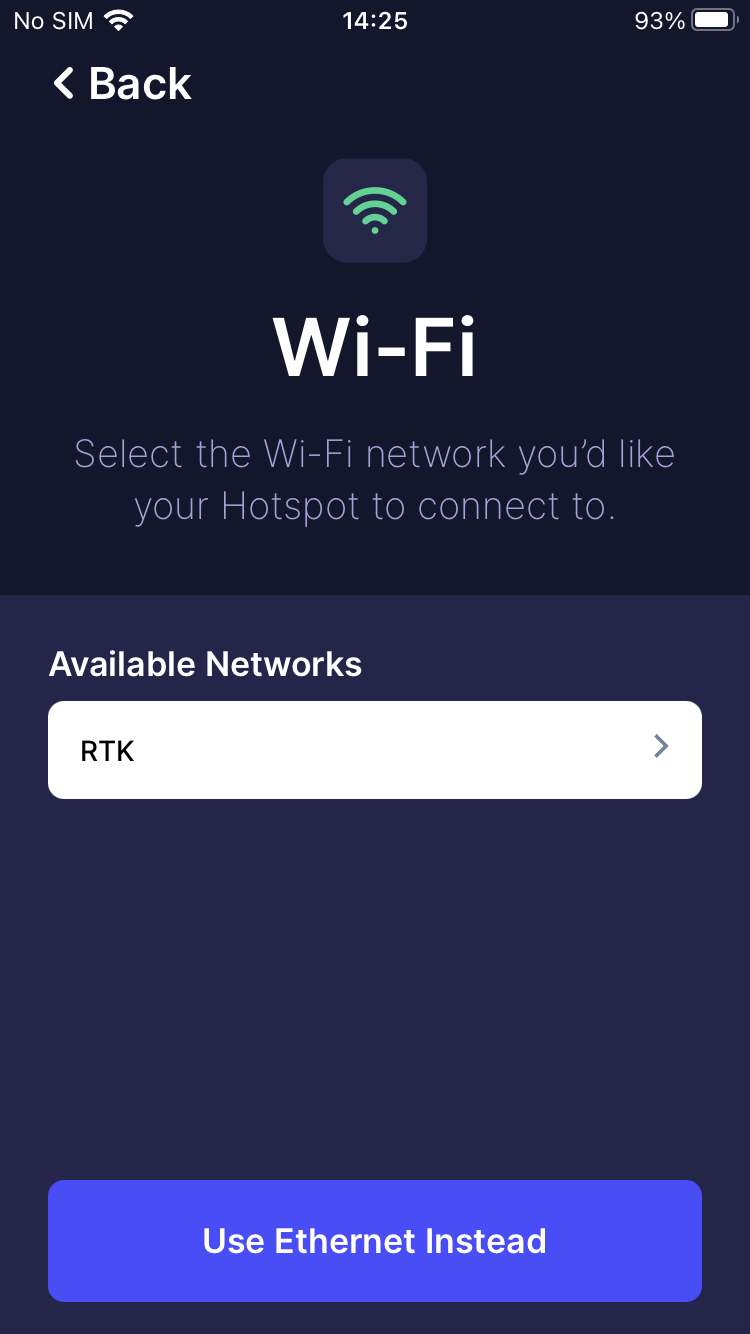 No SIM 14:25 93%
Back
Wi-Fi
Select the Wi-Fi network you’d like
your Hotspot to connect to.
Available Networks
RTK
Use Ethernet Instead